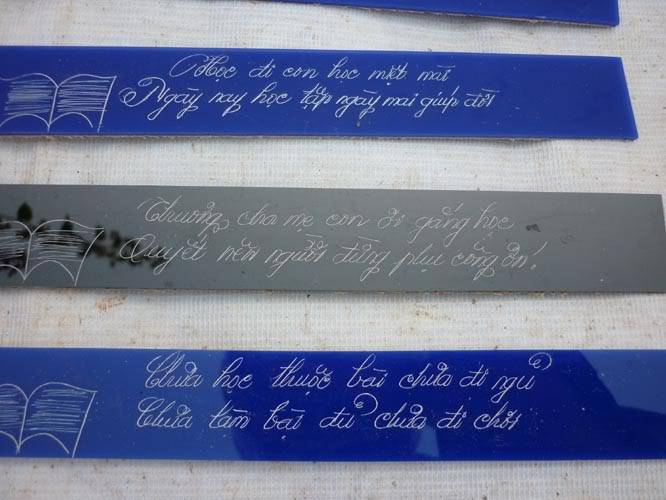 Học đi con học miệt mài
Ngày nay học tập ngày mai giúp đời
Thương cha mẹ con ơi gắng học
Quyết nên người đừng phụ công ơn!
Chưa học thuộc bài chưa đi ngủ
Chưa làm bài đủ chưa đi chơi